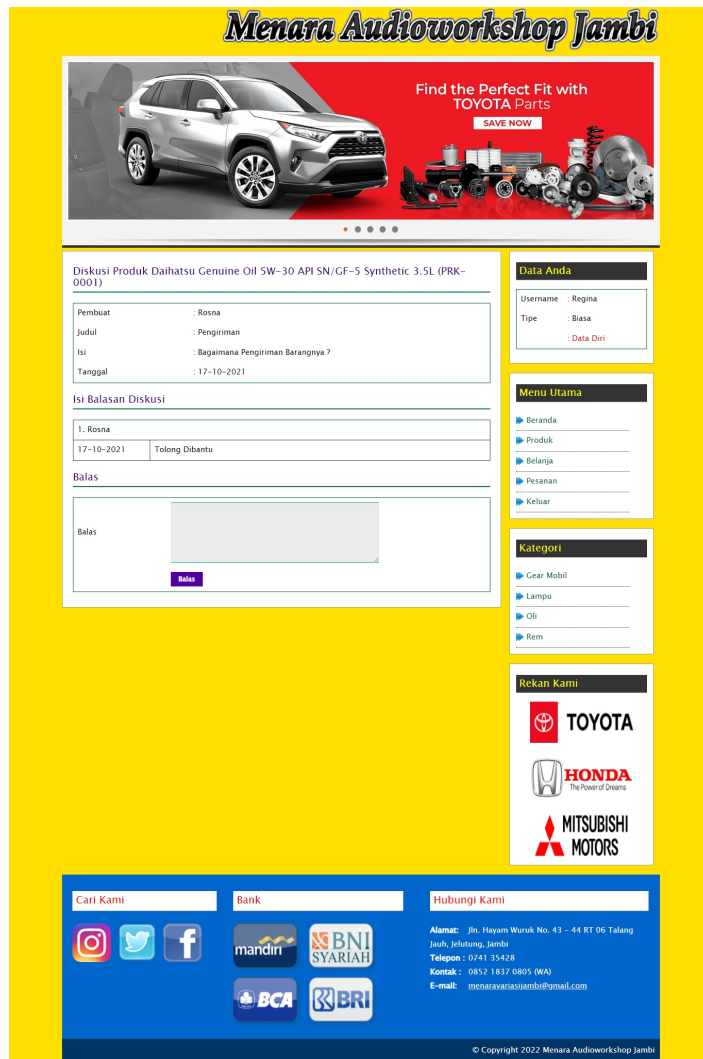 Menara Audioworkshop Jambi
Find the Perfect Fit with
TOYOTA Parts
SAVE NOW
Diskusi Produk Daihatsu Genuine Oil 5W-30 API SN/GF-5 Synthetic 3.5L (PRK-
0001)
Pembuat : Rosna
Judul : Pengiriman
Isi : Bagaimana Pengiriman Barangnya ?
Tanggal : 17-10-2021
Isi Balasan Diskusi
1. Rosna
17-10-2021 Tolong Dibantu
Balas
Balas
Balas
Data Anda
Username : Regina
Tipe : Biasa
: Data Diri
Menu Utama
Beranda
Produk
Belanja
Pesanan
Keluar
Kategori
Gear Mobil
Lampu
Oli
Rem
Rekan Kami
TOYOTA
HONDA
The Power of Dreams
MITSUBISHI
MOTORS
Cari Kami
Bank
mandiri
BNI
SYARIAH
BCA
BRI
Hubungi Kami
Alamat: Jln. Hayam Wuruk No. 43 - 44 RT 06 Talang
Jauh, Jelutung, Jambi
Telepon : 0741 35428
Kontak : 0852 1837 0805 (WA)
E-mail: menaravariasijambi@gmail.com
© Copyright 2022 Menara Audioworkshop Jambi